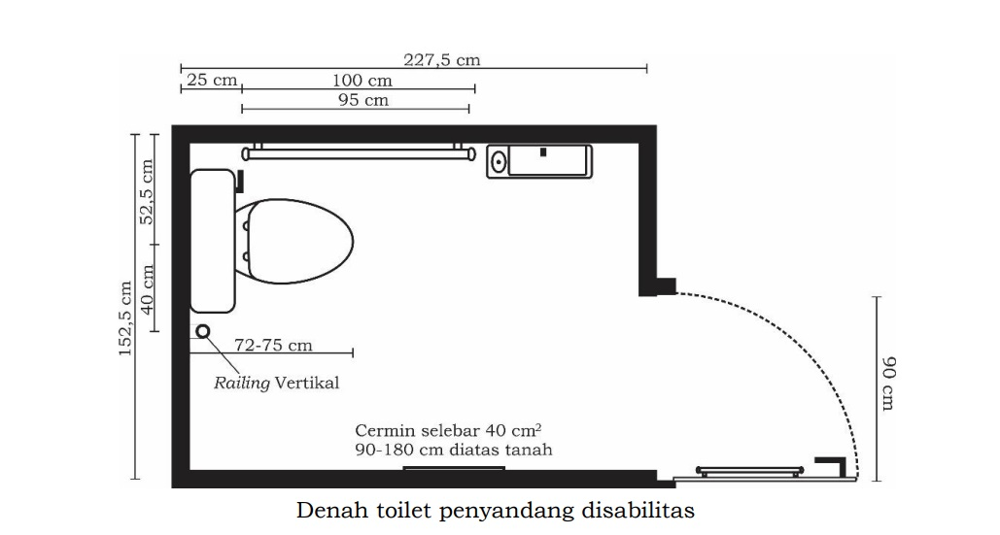 227,5 cm
25 cm
100 cm
95 cm
52,5 cm
40 cm
152,5 cm
72-75 cm
Railing Vertikal
90 cm
Cermin selebar 40 cm²
90-180 cm diatas tanah
Denah toilet penyandang disabilitas